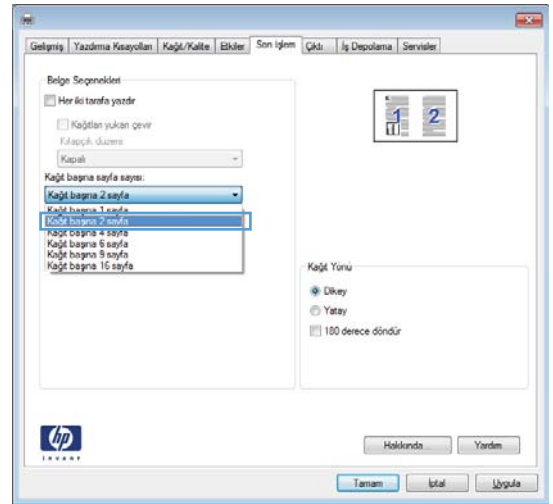 Gelişmiş Yazdırma Kısayolları Kağıt/Kalite Etkiler Son işlem Çıktı İş Depolama Servisler
Belge Seçenekleri
Her iki tarafa yazdır
Kağıtları yukarı çevir
Kitapçık düzeni:
Kapalı
Kağıt başına sayfa sayısı:
Kağıt başına 2 sayfa
Kağıt başına 1 sayfa
Kağıt başına 2 sayfa
Kağıt başına 4 sayfa
Kağıt başına 6 sayfa
Kağıt başına 9 sayfa
Kağıt başına 16 sayfa
1 2
Kağıt Yönü
Dikey
Yatay
180 derece döndür
hp
invent
Hakkında... Yardım
Tamam İptal Uygula